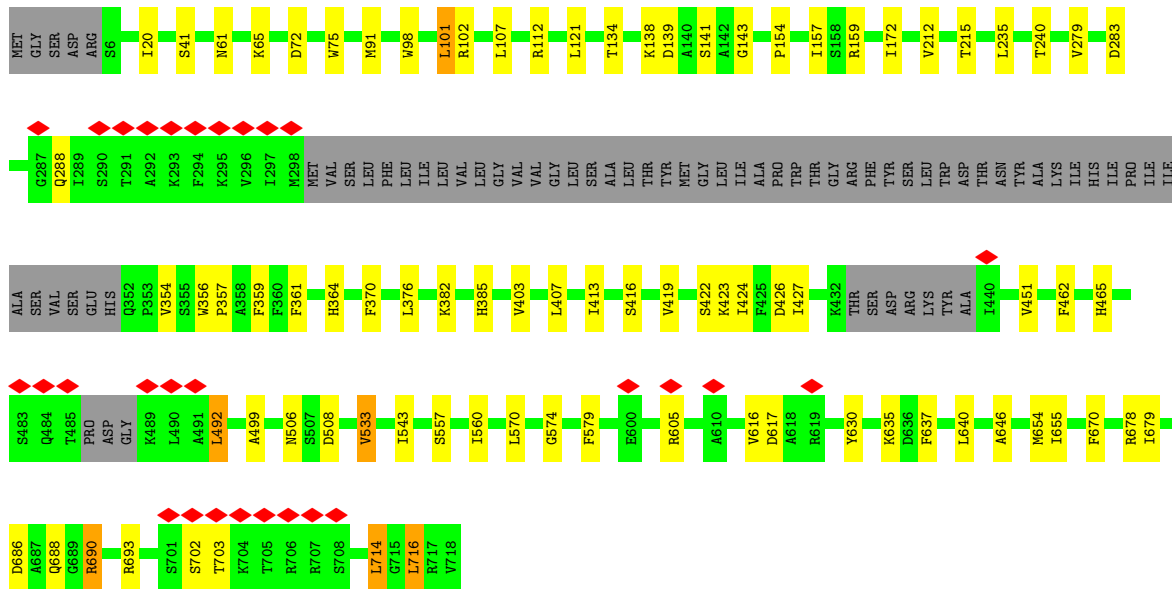 MET GLY SER ASP ARG S6 I20 S41 N61 K65 D72 W75 M91 W98 L101 R102 L107 R112 L121 T134 K138 D139 A140 S141 A142 G143 P154 I157 S158 R159 I172 V212 T215 L235 T240 V279 D283
G287 Q288 I289 S290 T291 A292 K293 F294 K295 V296 I297 M298 MET VAL SER LEU PHE LEU ILE LEU VAL LEU GLY VAL VAL GLY LEU SER ALA LEU THR TYR MET GLY LEU ILE ALA PRO TRP THR GLY ARG PHE TYR SER LEU TRP ASP THR ASN TYR ALA LYS ILE HIS ILE PRO ILE ILE
ALA SER VAL SER GLU HIS Q352 P353 V354 S355 W356 P357 A358 F359 F360 F361 H364 F370 L376 K382 H385 V403 L407 I413 S416 V419 S422 K423 I424 F425 D426 I427 K432 THR SER ASP ARG LYS TYR ALA I440 V451 F462 H465
S483 Q484 T485 PRO ASP GLY K489 L490 A491 L492 A499 N506 S507 D508 V533 I543 S557 I560 L570 G574 F579 E600 R605 A610 V616 D617 A618 R619 Y630 K635 D636 F637 L640 A646 M654 I655 F670 R678 I679
D686 A687 Q688 G689 R690 R693 S701 S702 T703 K704 T705 R706 R707 S708 L714 G715 L716 R717 V718